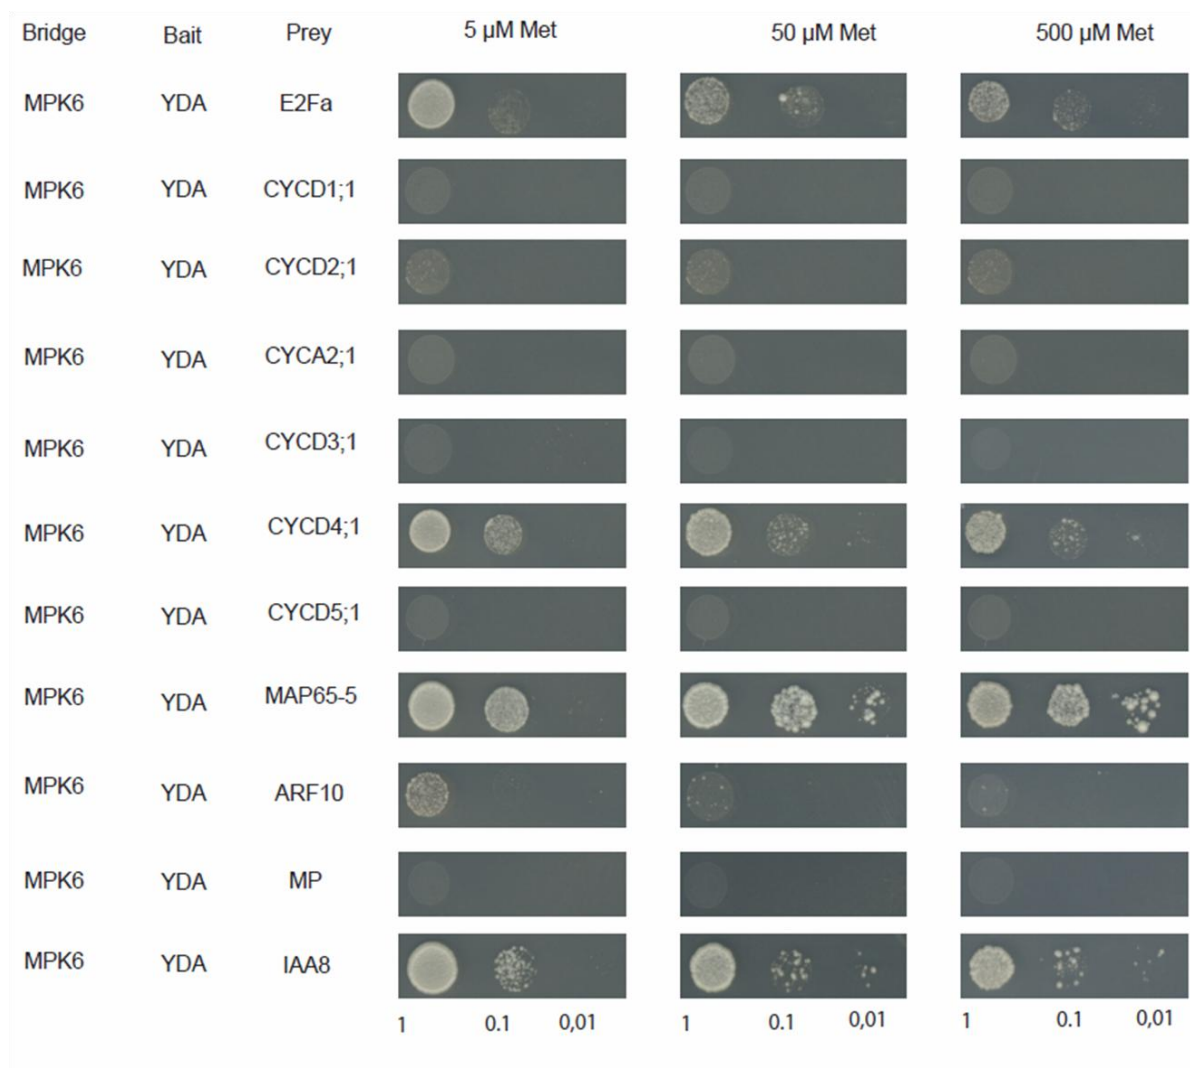 Bridge Bait Prey 5 µM Met 50 µM Met 500 µM Met
MPK6 YDA E2Fa
MPK6 YDA CYCD1;1
MPK6 YDA CYCD2;1
MPK6 YDA CYCA2;1
MPK6 YDA CYCD3;1
MPK6 YDA CYCD4;1
MPK6 YDA CYCD5;1
MPK6 YDA MAP65-5
MPK6 YDA ARF10
MPK6 YDA MP
MPK6 YDA IAA8
1 0.1 0,01 1 0.1 0,01 1 0.1 0,01